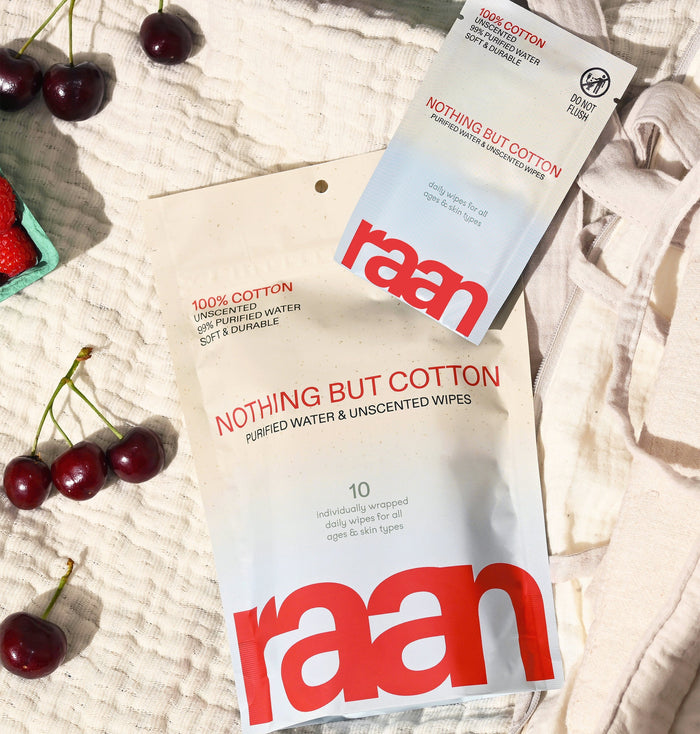 100% COTTON
UNSCENTED
99% PURIFIED WATER
SOFT & DURABLE
DO NOT
FLUSH
NOTHING BUT COTTON
PURIFIED WATER & UNSCENTED WIPES
daily wipes for all
ages & skin types
raan
100% COTTON
UNSCENTED
99% PURIFIED WATER
SOFT & DURABLE
NOTHING BUT COTTON
PURIFIED WATER & UNSCENTED WIPES
10
individually wrapped
daily wipes for all
ages & skin types
raan